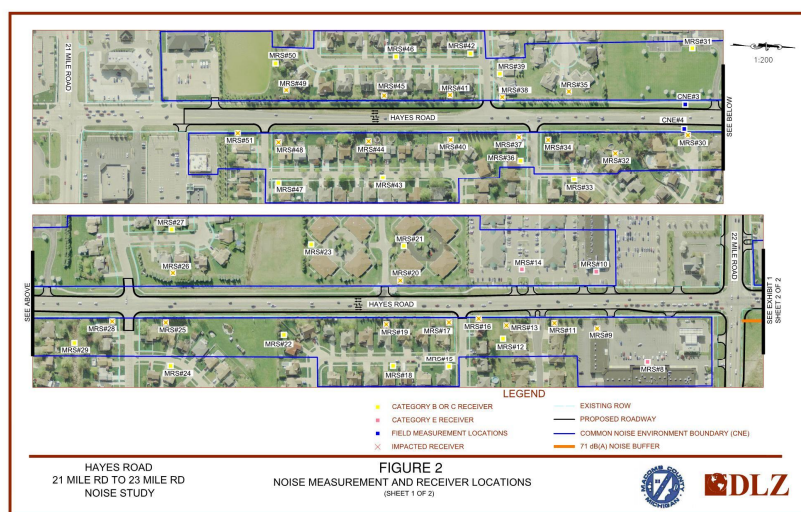 21 MILE ROAD
MRS#50
MRS#46
MRS#42
MRS#31
MRS#39
MRS#49
MRS#45
MRS#41
MRS#38
MRS#35
CNE#3
1:200
HAYES ROAD
SEE BELOW
CNE#4
MRS#51
MRS#48
MRS#44
MRS#40
MRS#37
MRS#34
MRS#30
MRS#36
MRS#32
MRS#47
MRS#43
MRS#33
MRS#27
MRS#23
MRS#21
MRS#14
MRS#10
22 MILE ROAD
MRS#26
MRS#20
SEE ABOVE
HAYES ROAD
SEE EXHIBIT 1
SHEET 2 OF 2
MRS#28
MRS#25
MRS#19
MRS#17
MRS#16
MRS#13
MRS#11
MRS#9
MRS#29
MRS#22
MRS#12
MRS#24
MRS#18
MRS#15
MRS#8
LEGEND
CATEGORY B OR C RECEIVER
EXISTING ROW
CATEGORY E RECEIVER
PROPOSED ROADWAY
FIELD MEASUREMENT LOCATIONS
COMMON NOISE ENVIRONMENT BOUNDARY (CNE)
IMPACTED RECEIVER
71 dB(A) NOISE BUFFER
HAYES ROAD
21 MILE RD TO 23 MILE RD
NOISE STUDY
FIGURE 2
NOISE MEASUREMENT AND RECEIVER LOCATIONS
(SHEET 1 OF 2)
MACOMB COUNTY
MICHIGAN
DLZ